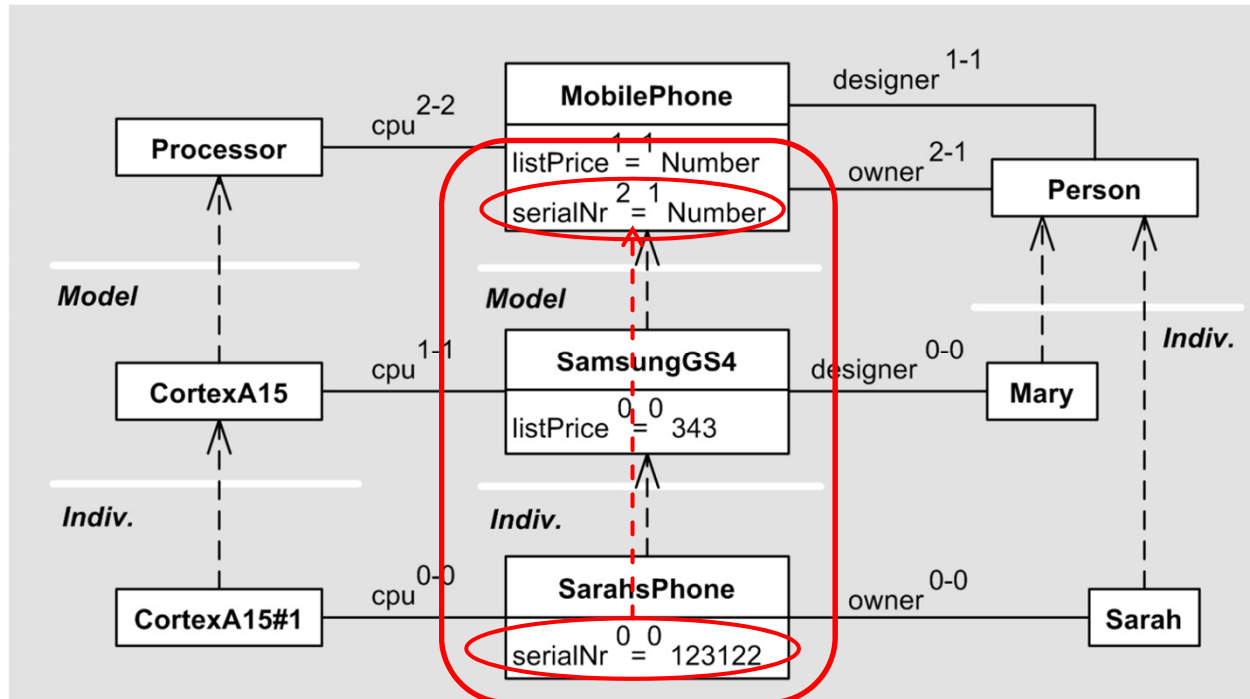 MobilePhone
designer 1-1
cpu 2-2
Processor
listPrice 1 = 1 Number
owner 2-1
Person
serialNr 2 = 1 Number
Model
Model
Indiv.
SamsungGS4
cpu 1-1
designer 0-0
CortexA15
Mary
listPrice 0 = 0 343
Indiv.
Indiv.
SarahsPhone
cpu 0-0
owner 0-0
CortexA15#1
Sarah
serialNr 0 = 0 123122